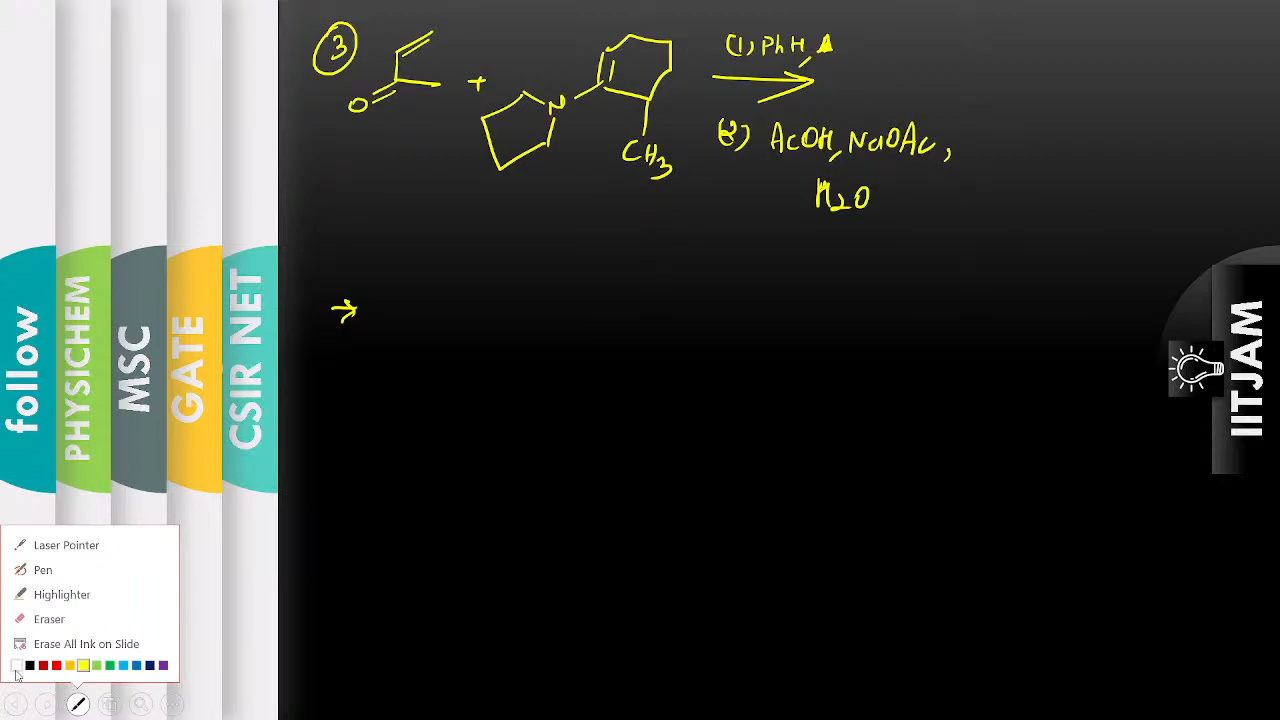 3
O
+
N
CH3
(1) PhH, Δ
(2) AcOH, NaOAc,
H2O
→
follow
PHYSICHEM
MSC
GATE
CSIR NET
IITJAM
Laser Pointer
Pen
Highlighter
Eraser
Erase All Ink on Slide